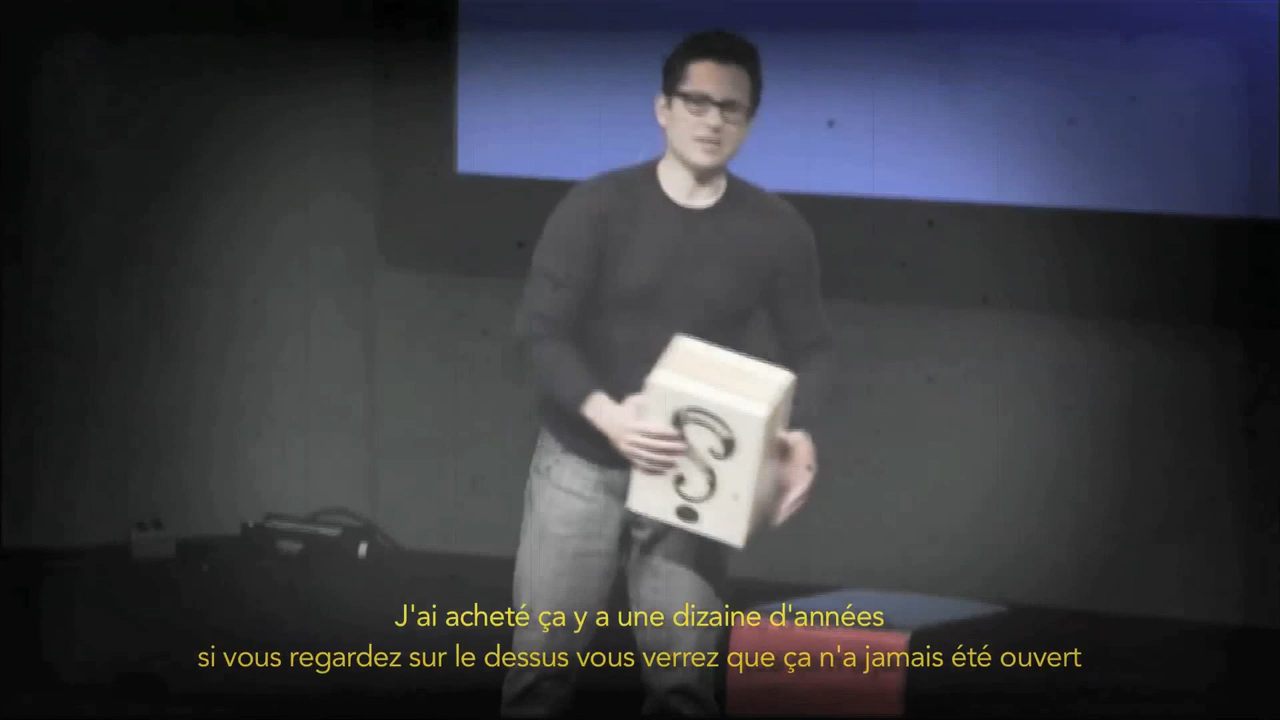 J'ai acheté ça y a une dizaine d'années
si vous regardez sur le dessus vous verrez que ça n'a jamais été ouvert